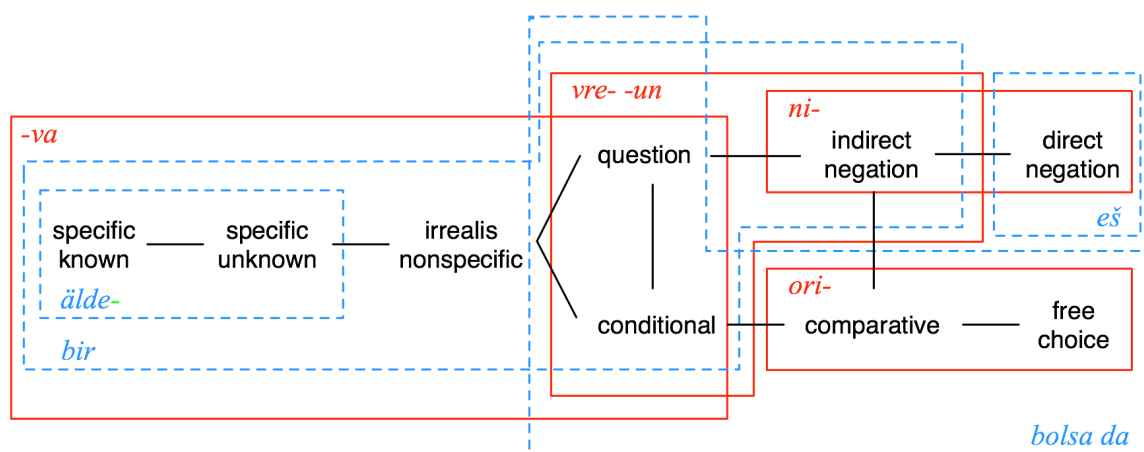 vre- -un
ni-
-va
question
indirect
negation
direct
negation
eš
specific
known
specific
unknown
irrealis
nonspecific
älde-
ori-
bir
conditional
comparative
free
choice
bolsa da